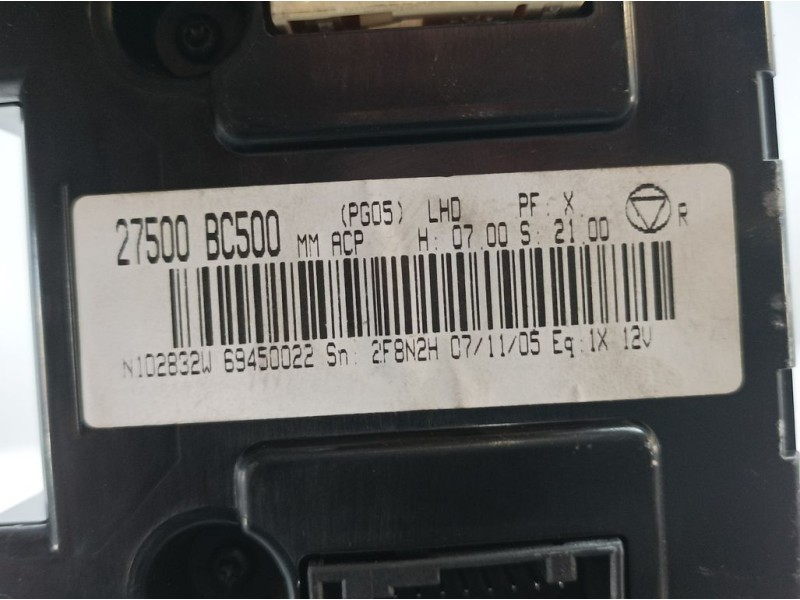 (PG05) LHD PF: X
27500 BC500 MM ACP H: 07.00 S: 21.00 R
N102832W 69450022 Sn: 2F8N2H 07/11/05 Eq:1X 12V